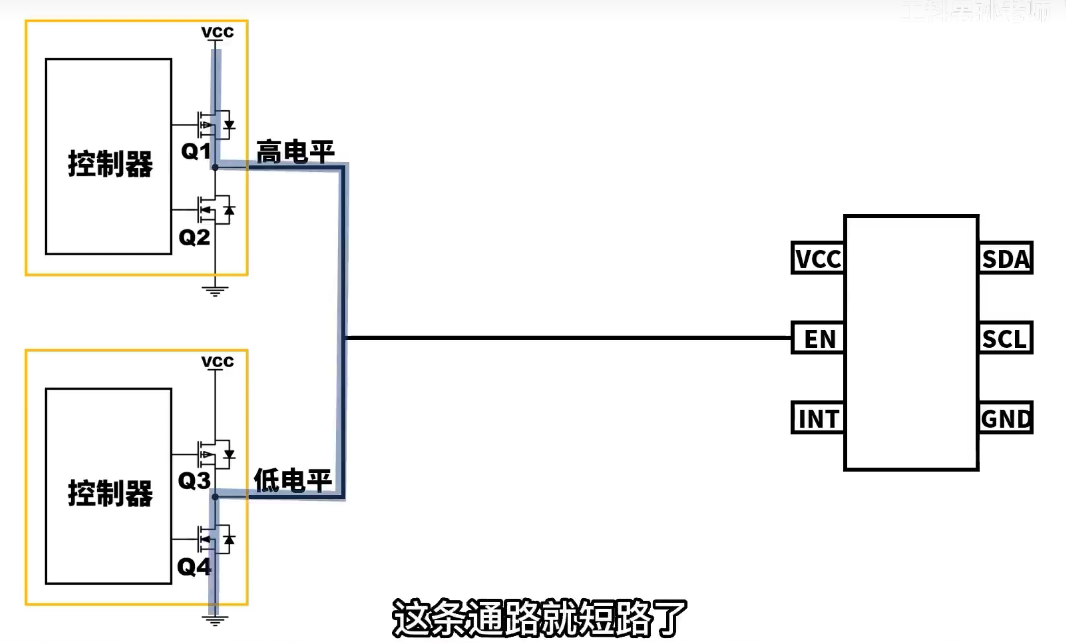 VCC
控制器
Q1
高电平
Q2
VCC
控制器
Q3
低电平
Q4
VCC
SDA
EN
SCL
INT
GND
这条通路就短路了